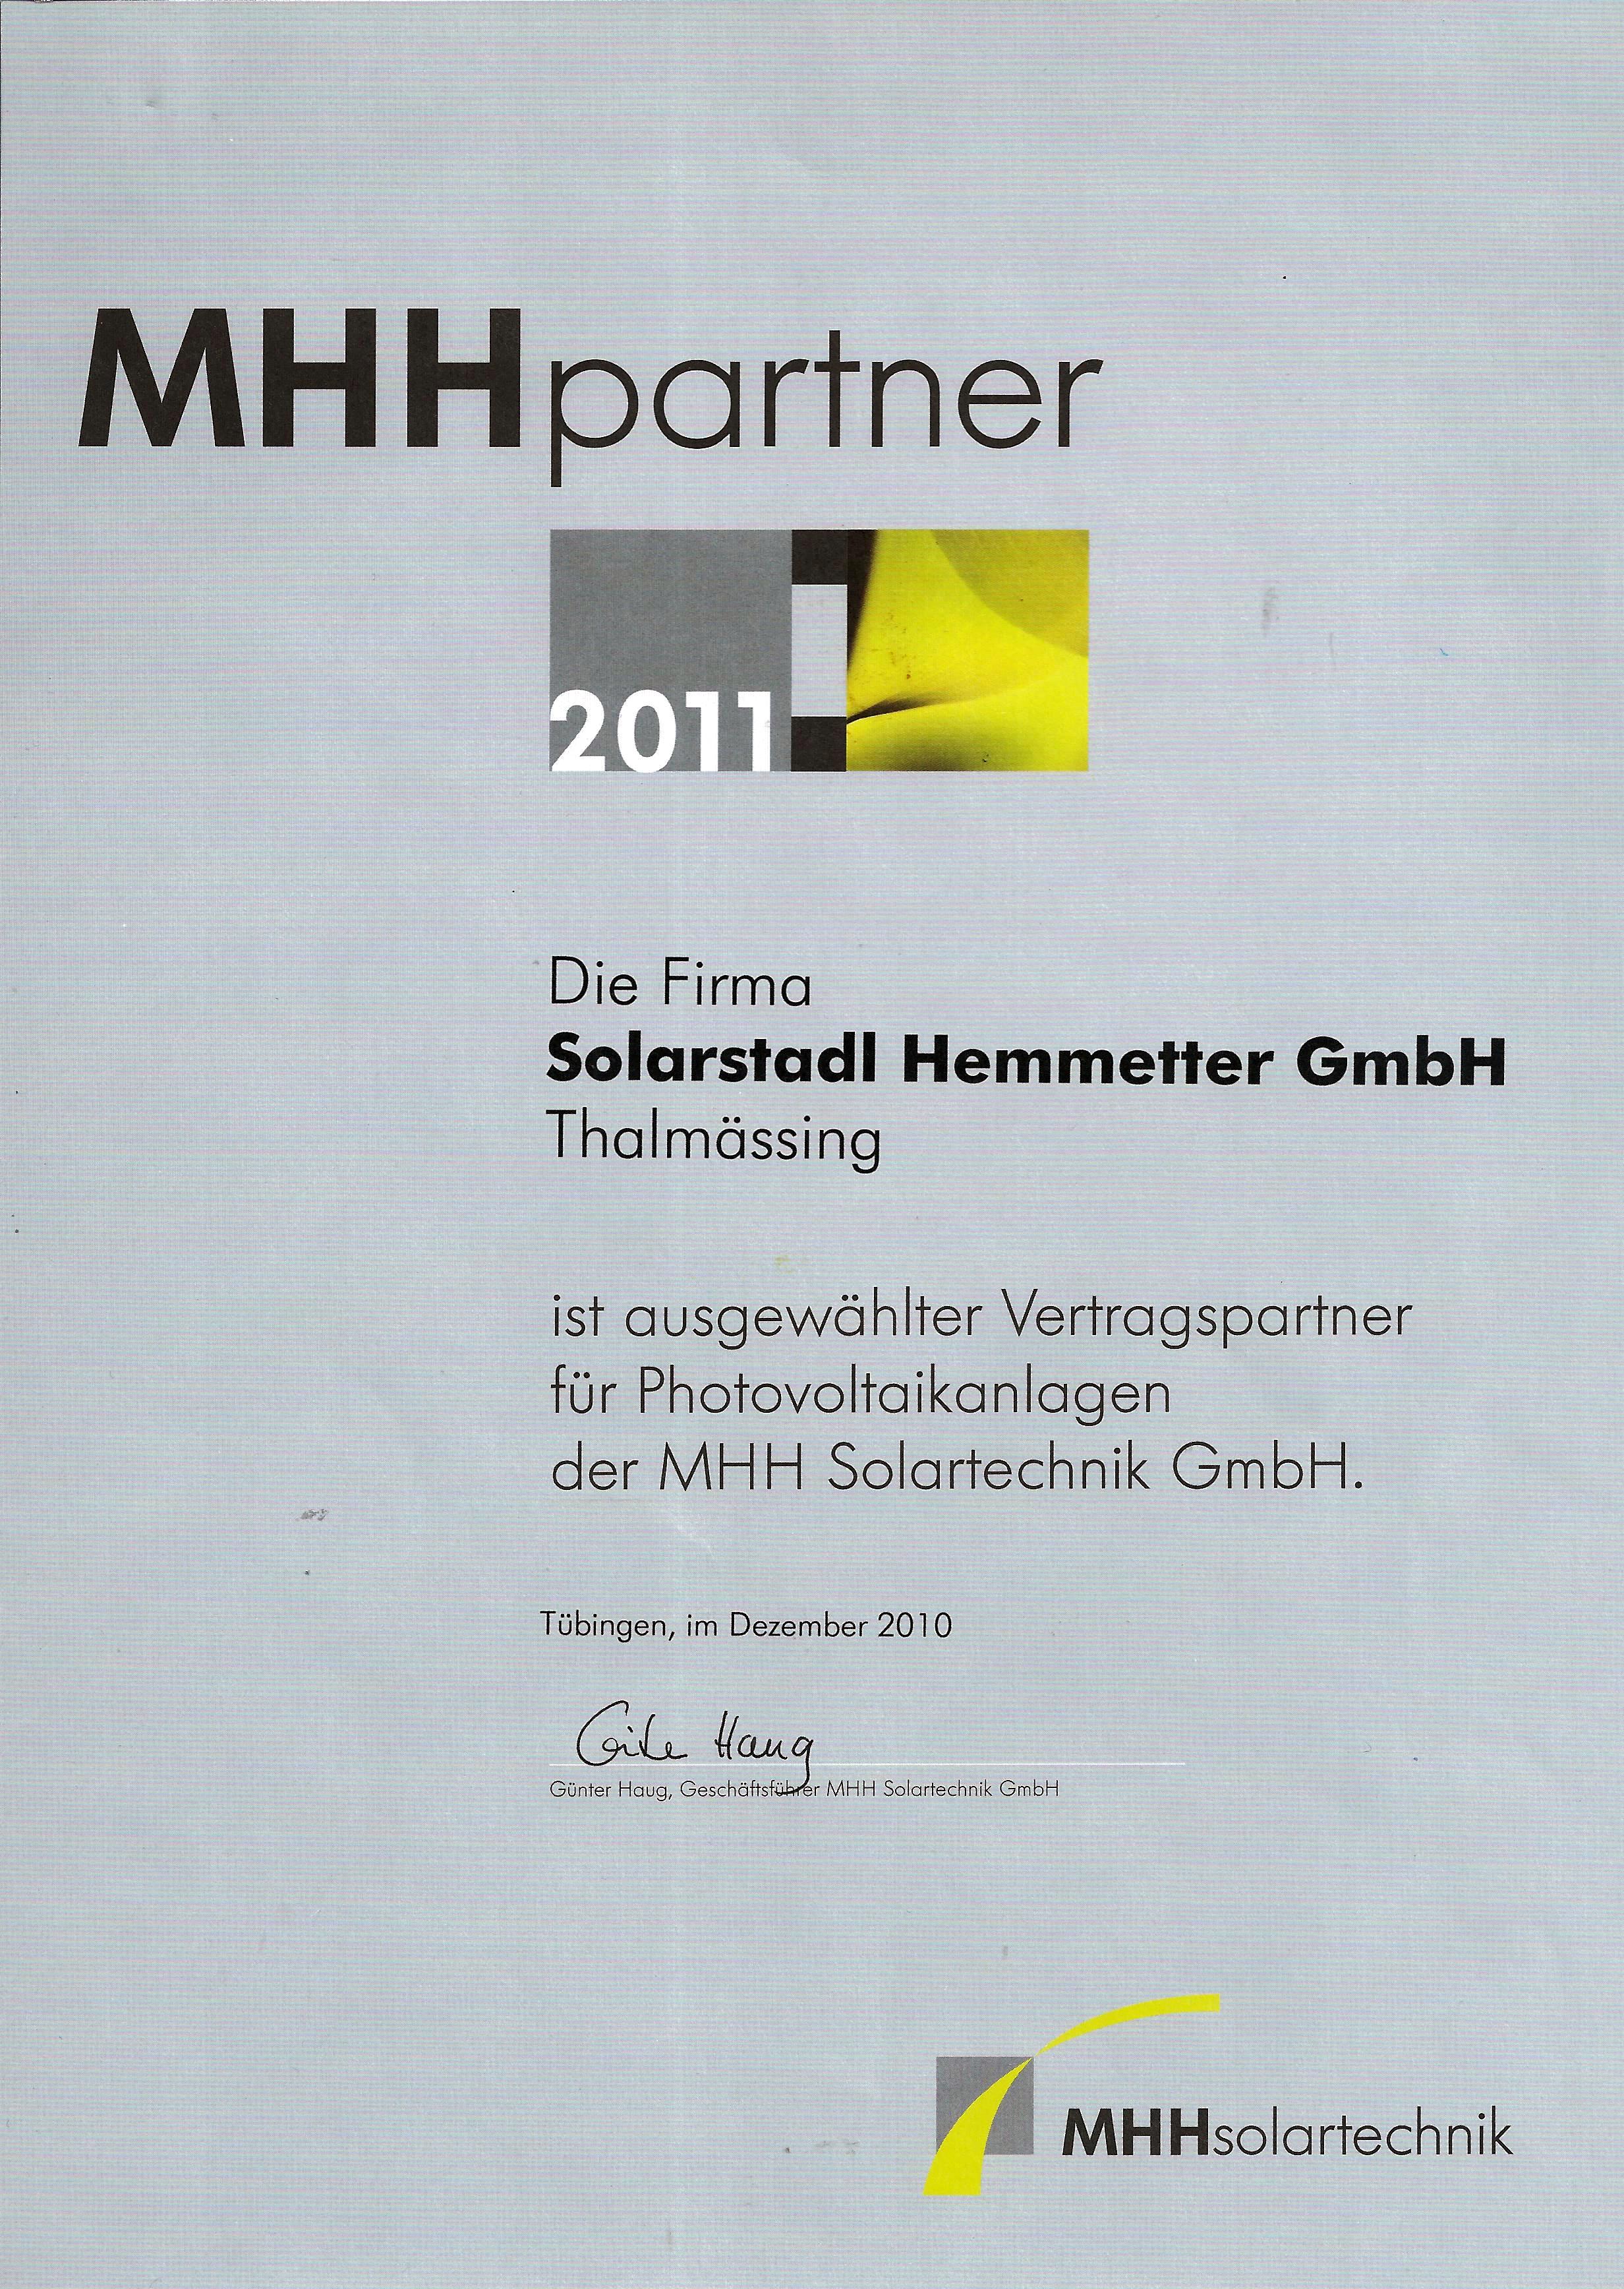 MHHpartner
2011
Die Firma
Solarstadl Hemmetter GmbH
Thalmässing
ist ausgewählter Vertragspartner
für Photovoltaikanlagen
der MHH Solartechnik GmbH.
Tübingen, im Dezember 2010
Günter Haug
Günter Haug, Geschäftsführer MHH Solartechnik GmbH
MHHsolartechnik